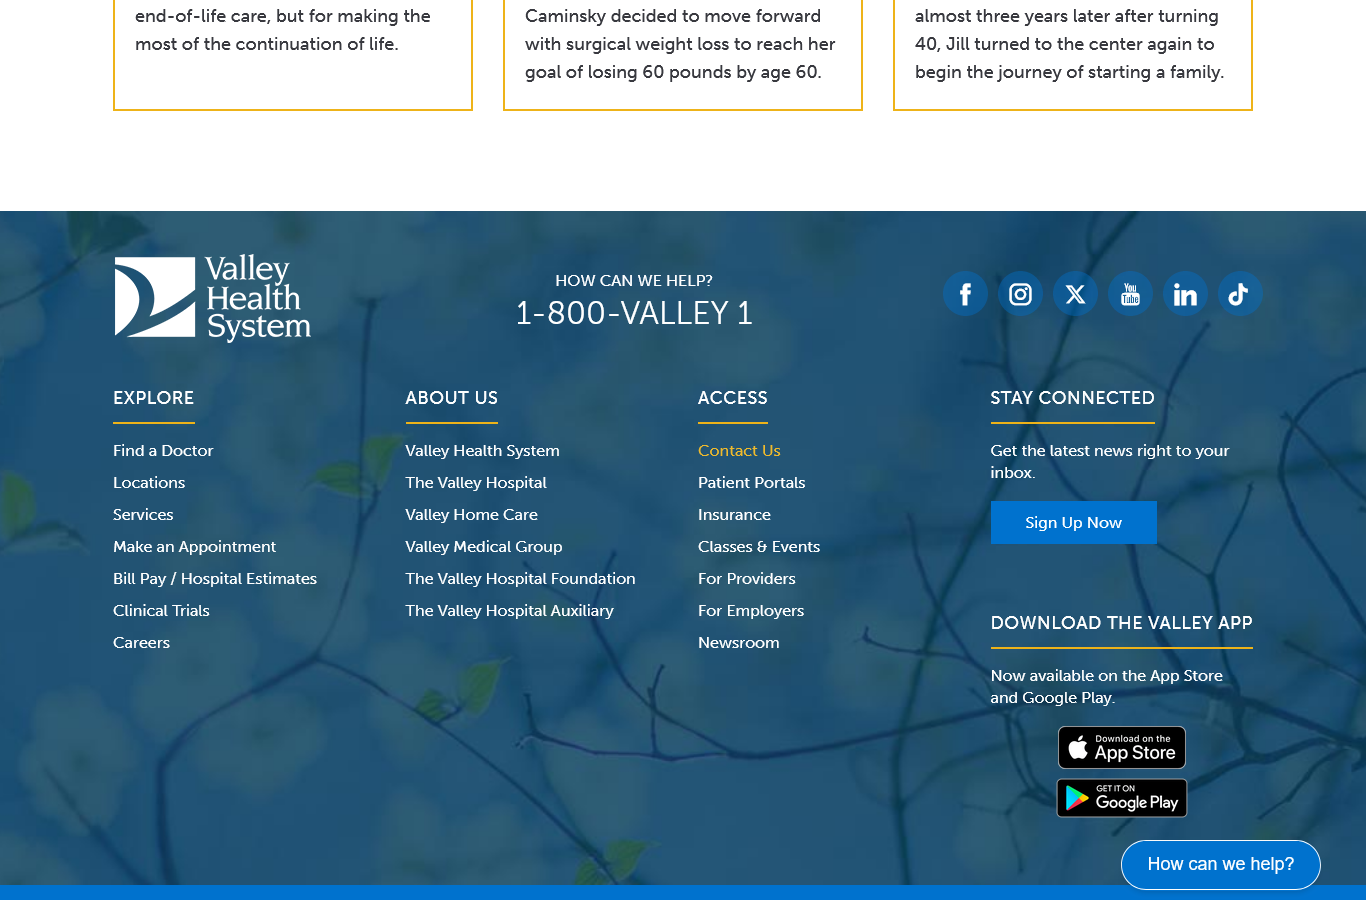 end-of-life care, but for making the
most of the continuation of life.
Caminsky decided to move forward
with surgical weight loss to reach her
goal of losing 60 pounds by age 60.
almost three years later after turning
40, Jill turned to the center again to
begin the journey of starting a family.
Valley
Health
System
HOW CAN WE HELP?
1-800-VALLEY 1
You
Tube
EXPLORE
Find a Doctor
Locations
Services
Make an Appointment
Bill Pay / Hospital Estimates
Clinical Trials
Careers
ABOUT US
Valley Health System
The Valley Hospital
Valley Home Care
Valley Medical Group
The Valley Hospital Foundation
The Valley Hospital Auxiliary
ACCESS
Contact Us
Patient Portals
Insurance
Classes & Events
For Providers
For Employers
Newsroom
STAY CONNECTED
Get the latest news right to your
inbox.
Sign Up Now
DOWNLOAD THE VALLEY APP
Now available on the App Store
and Google Play.
Download on the
App Store
GET IT ON
Google Play
How can we help?